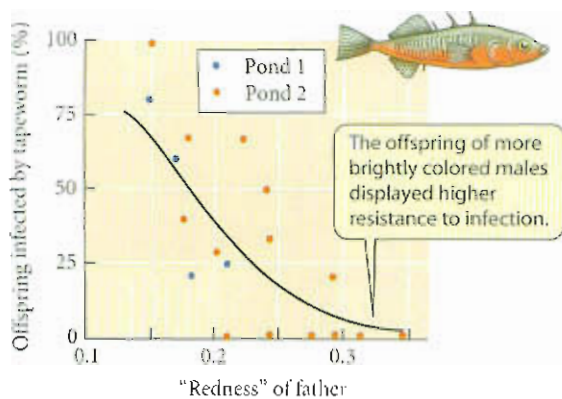 Offspring infected by tapeworm (%)
100
75
50
25
0
Pond 1
Pond 2
The offspring of more
brightly colored males
displayed higher
resistance to infection.
0.1
0.2
0.3
"Redness" of father